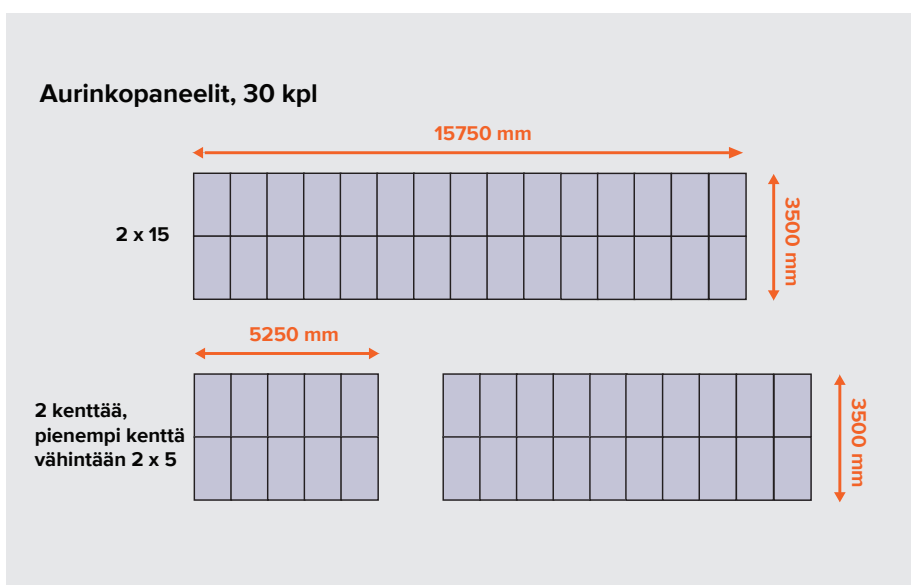 Aurinkopaneelit, 30 kpl
15750 mm
2 x 15
3500 mm
5250 mm
2 kenttää,
pienempi kenttä
vähintään 2 x 5
3500 mm